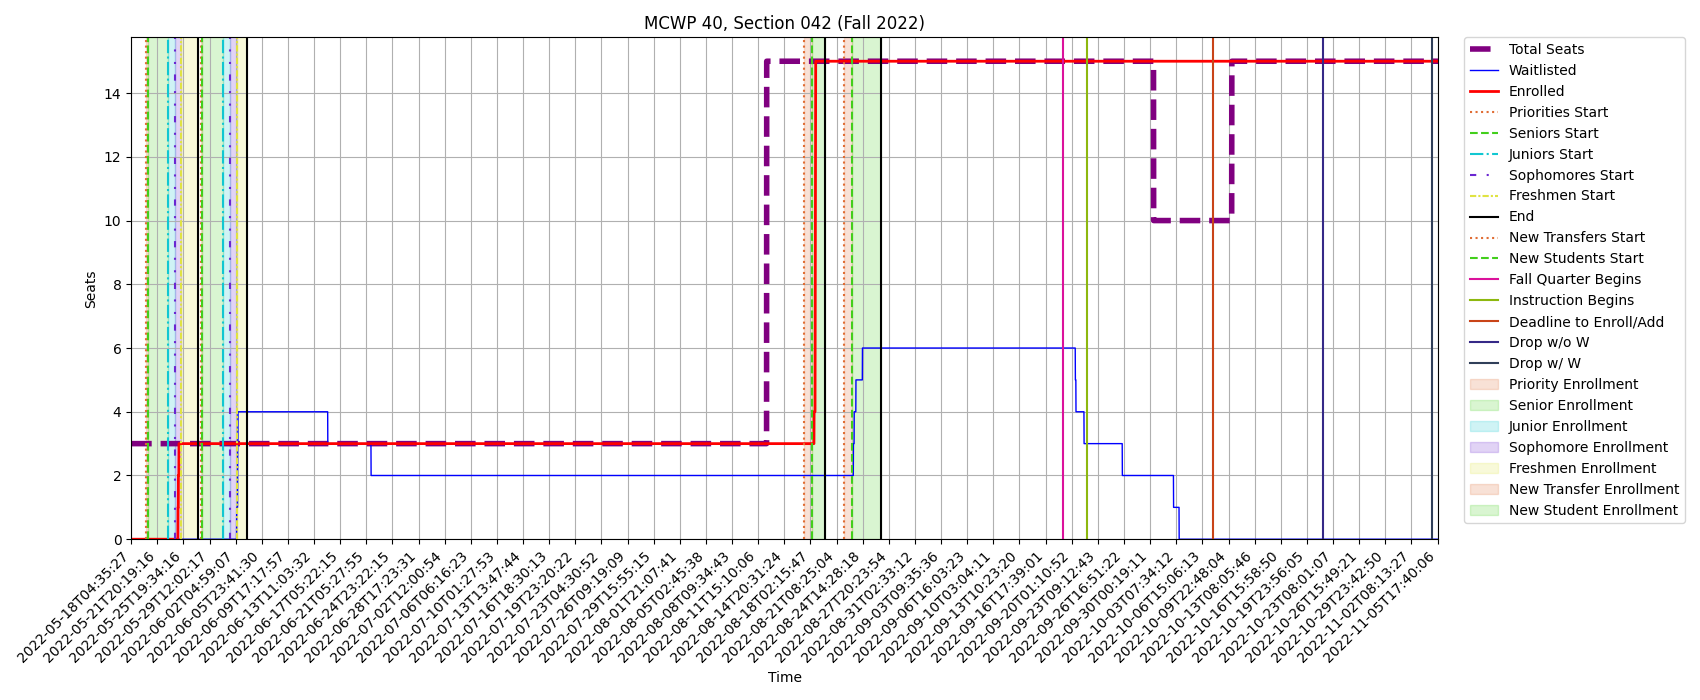 MCWP 40, Section 042 (Fall 2022)
Seats
14
12
10
8
6
4
2
0
2022-05-18T04:35:27
2022-05-21T20:19:16
2022-05-25T19:34:16
2022-05-29T12:02:17
2022-06-02T04:59:07
2022-06-05T23:41:30
2022-06-09T17:17:57
2022-06-13T11:03:32
2022-06-17T05:22:15
2022-06-21T05:27:55
2022-06-24T23:22:15
2022-06-28T17:23:31
2022-07-02T12:00:54
2022-07-06T06:16:23
2022-07-10T01:27:53
2022-07-13T13:47:44
2022-07-16T18:30:13
2022-07-19T23:20:22
2022-07-23T04:30:52
2022-07-26T09:19:09
2022-07-29T15:55:15
2022-08-01T21:07:41
2022-08-05T02:45:38
2022-08-08T09:34:43
2022-08-11T15:10:06
2022-08-14T20:31:24
2022-08-18T02:15:47
2022-08-21T08:25:04
2022-08-24T14:28:18
2022-08-27T20:23:54
2022-08-31T02:33:12
2022-09-03T09:35:36
2022-09-06T16:03:23
2022-09-10T03:04:11
2022-09-13T10:23:20
2022-09-16T17:39:01
2022-09-20T01:10:52
2022-09-23T09:12:43
2022-09-26T16:51:22
2022-09-30T00:19:11
2022-10-03T07:34:12
2022-10-06T15:06:13
2022-10-09T22:48:04
2022-10-13T08:05:46
2022-10-16T15:58:50
2022-10-19T23:56:05
2022-10-23T08:01:07
2022-10-26T15:49:21
2022-10-29T23:42:50
2022-11-02T08:13:27
2022-11-05T17:40:06
Time
Total Seats
Waitlisted
Enrolled
Priorities Start
Seniors Start
Juniors Start
Sophomores Start
Freshmen Start
End
New Transfers Start
New Students Start
Fall Quarter Begins
Instruction Begins
Deadline to Enroll/Add
Drop w/o W
Drop w/ W
Priority Enrollment
Senior Enrollment
Junior Enrollment
Sophomore Enrollment
Freshmen Enrollment
New Transfer Enrollment
New Student Enrollment